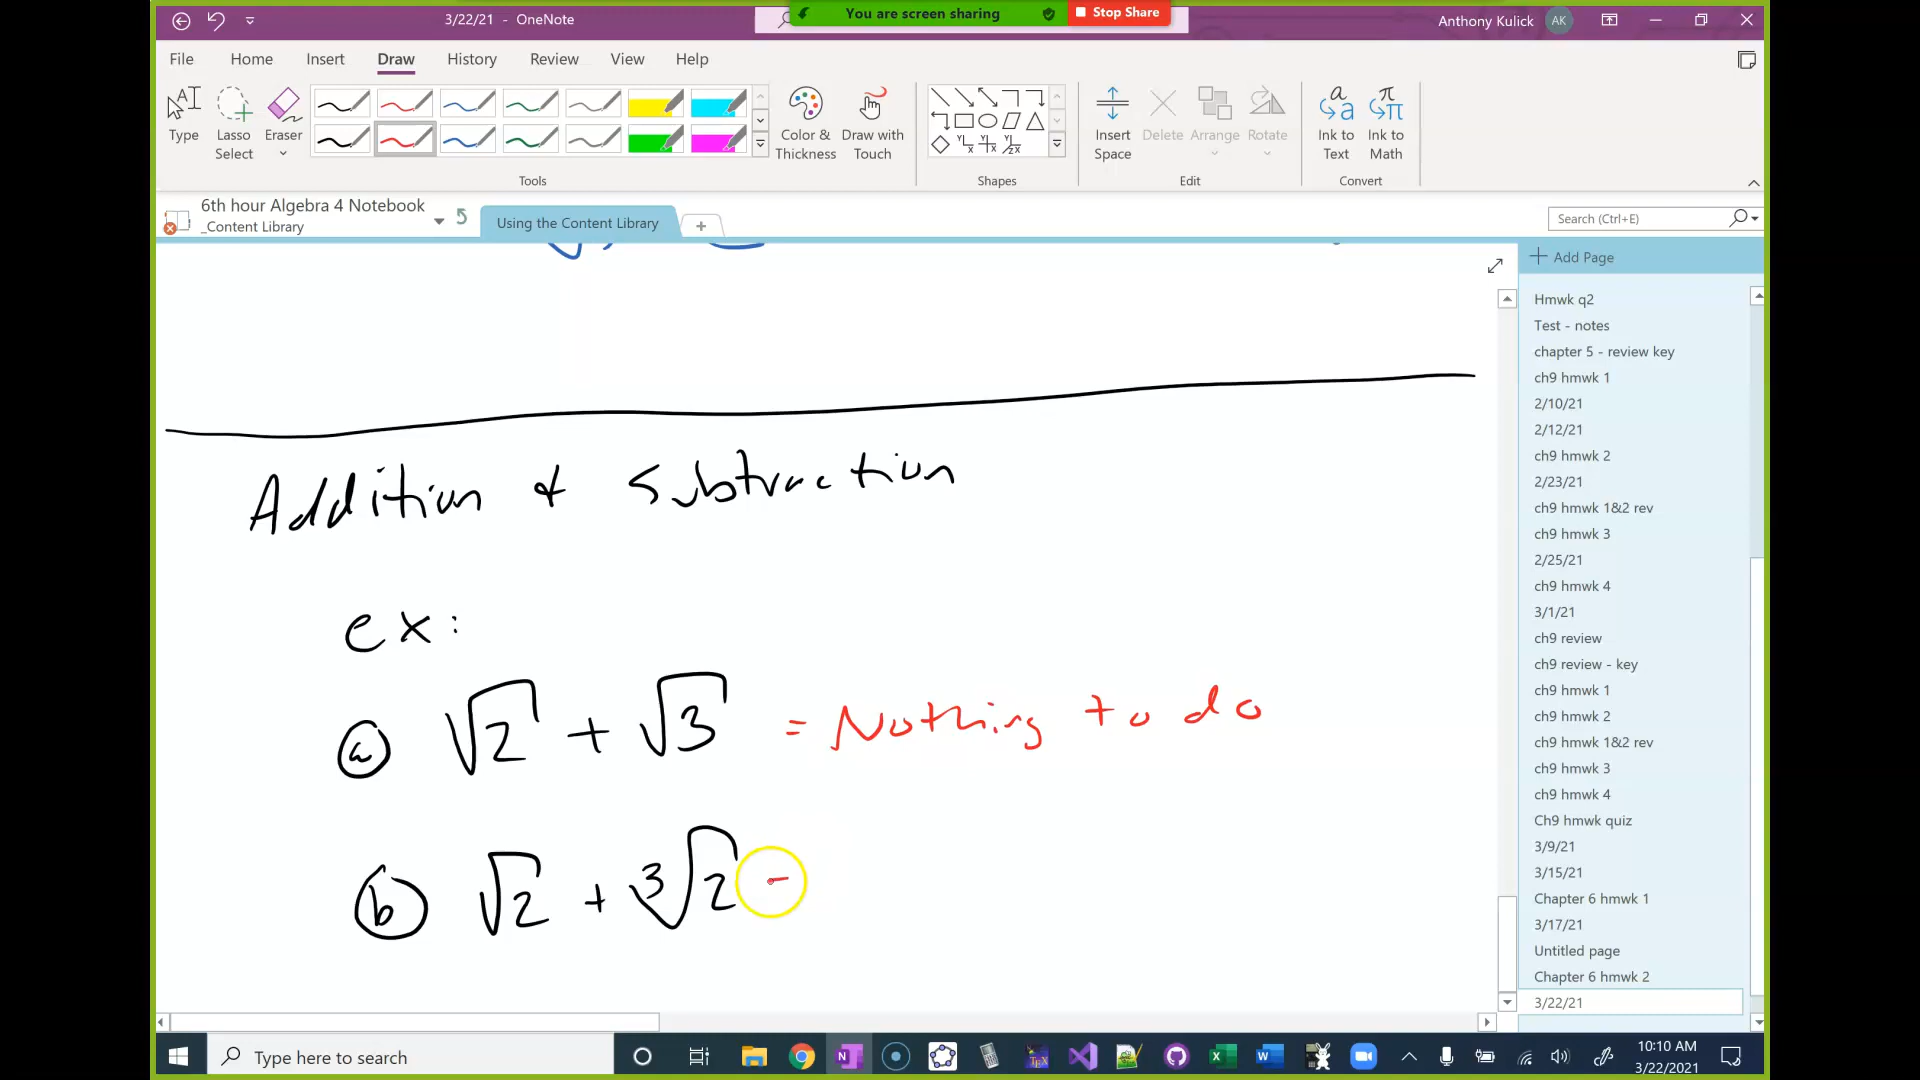 3/22/21 - OneNote
You are screen sharing
Stop Share
Anthony Kulick
AK
File Home Insert Draw History Review View Help
Type
Lasso Select
Eraser
Color & Thickness
Draw with Touch
Insert Space
Delete
Arrange
Rotate
Ink to Text
Ink to Math
Tools
Shapes
Edit
Convert
6th hour Algebra 4 Notebook
_Content Library
Using the Content Library
Search (Ctrl+E)
Add Page
Addition & Subtraction
ex:
ⓐ √2 + √3 = Nothing to do
ⓑ √2 + ∛2 -
Hmwk q2
Test - notes
chapter 5 - review key
ch9 hmwk 1
2/10/21
2/12/21
ch9 hmwk 2
2/23/21
ch9 hmwk 1&2 rev
ch9 hmwk 3
2/25/21
ch9 hmwk 4
3/1/21
ch9 review
ch9 review - key
ch9 hmwk 1
ch9 hmwk 2
ch9 hmwk 1&2 rev
ch9 hmwk 3
ch9 hmwk 4
Ch9 hmwk quiz
3/9/21
3/15/21
Chapter 6 hmwk 1
3/17/21
Untitled page
Chapter 6 hmwk 2
3/22/21
Type here to search
10:10 AM
3/22/2021